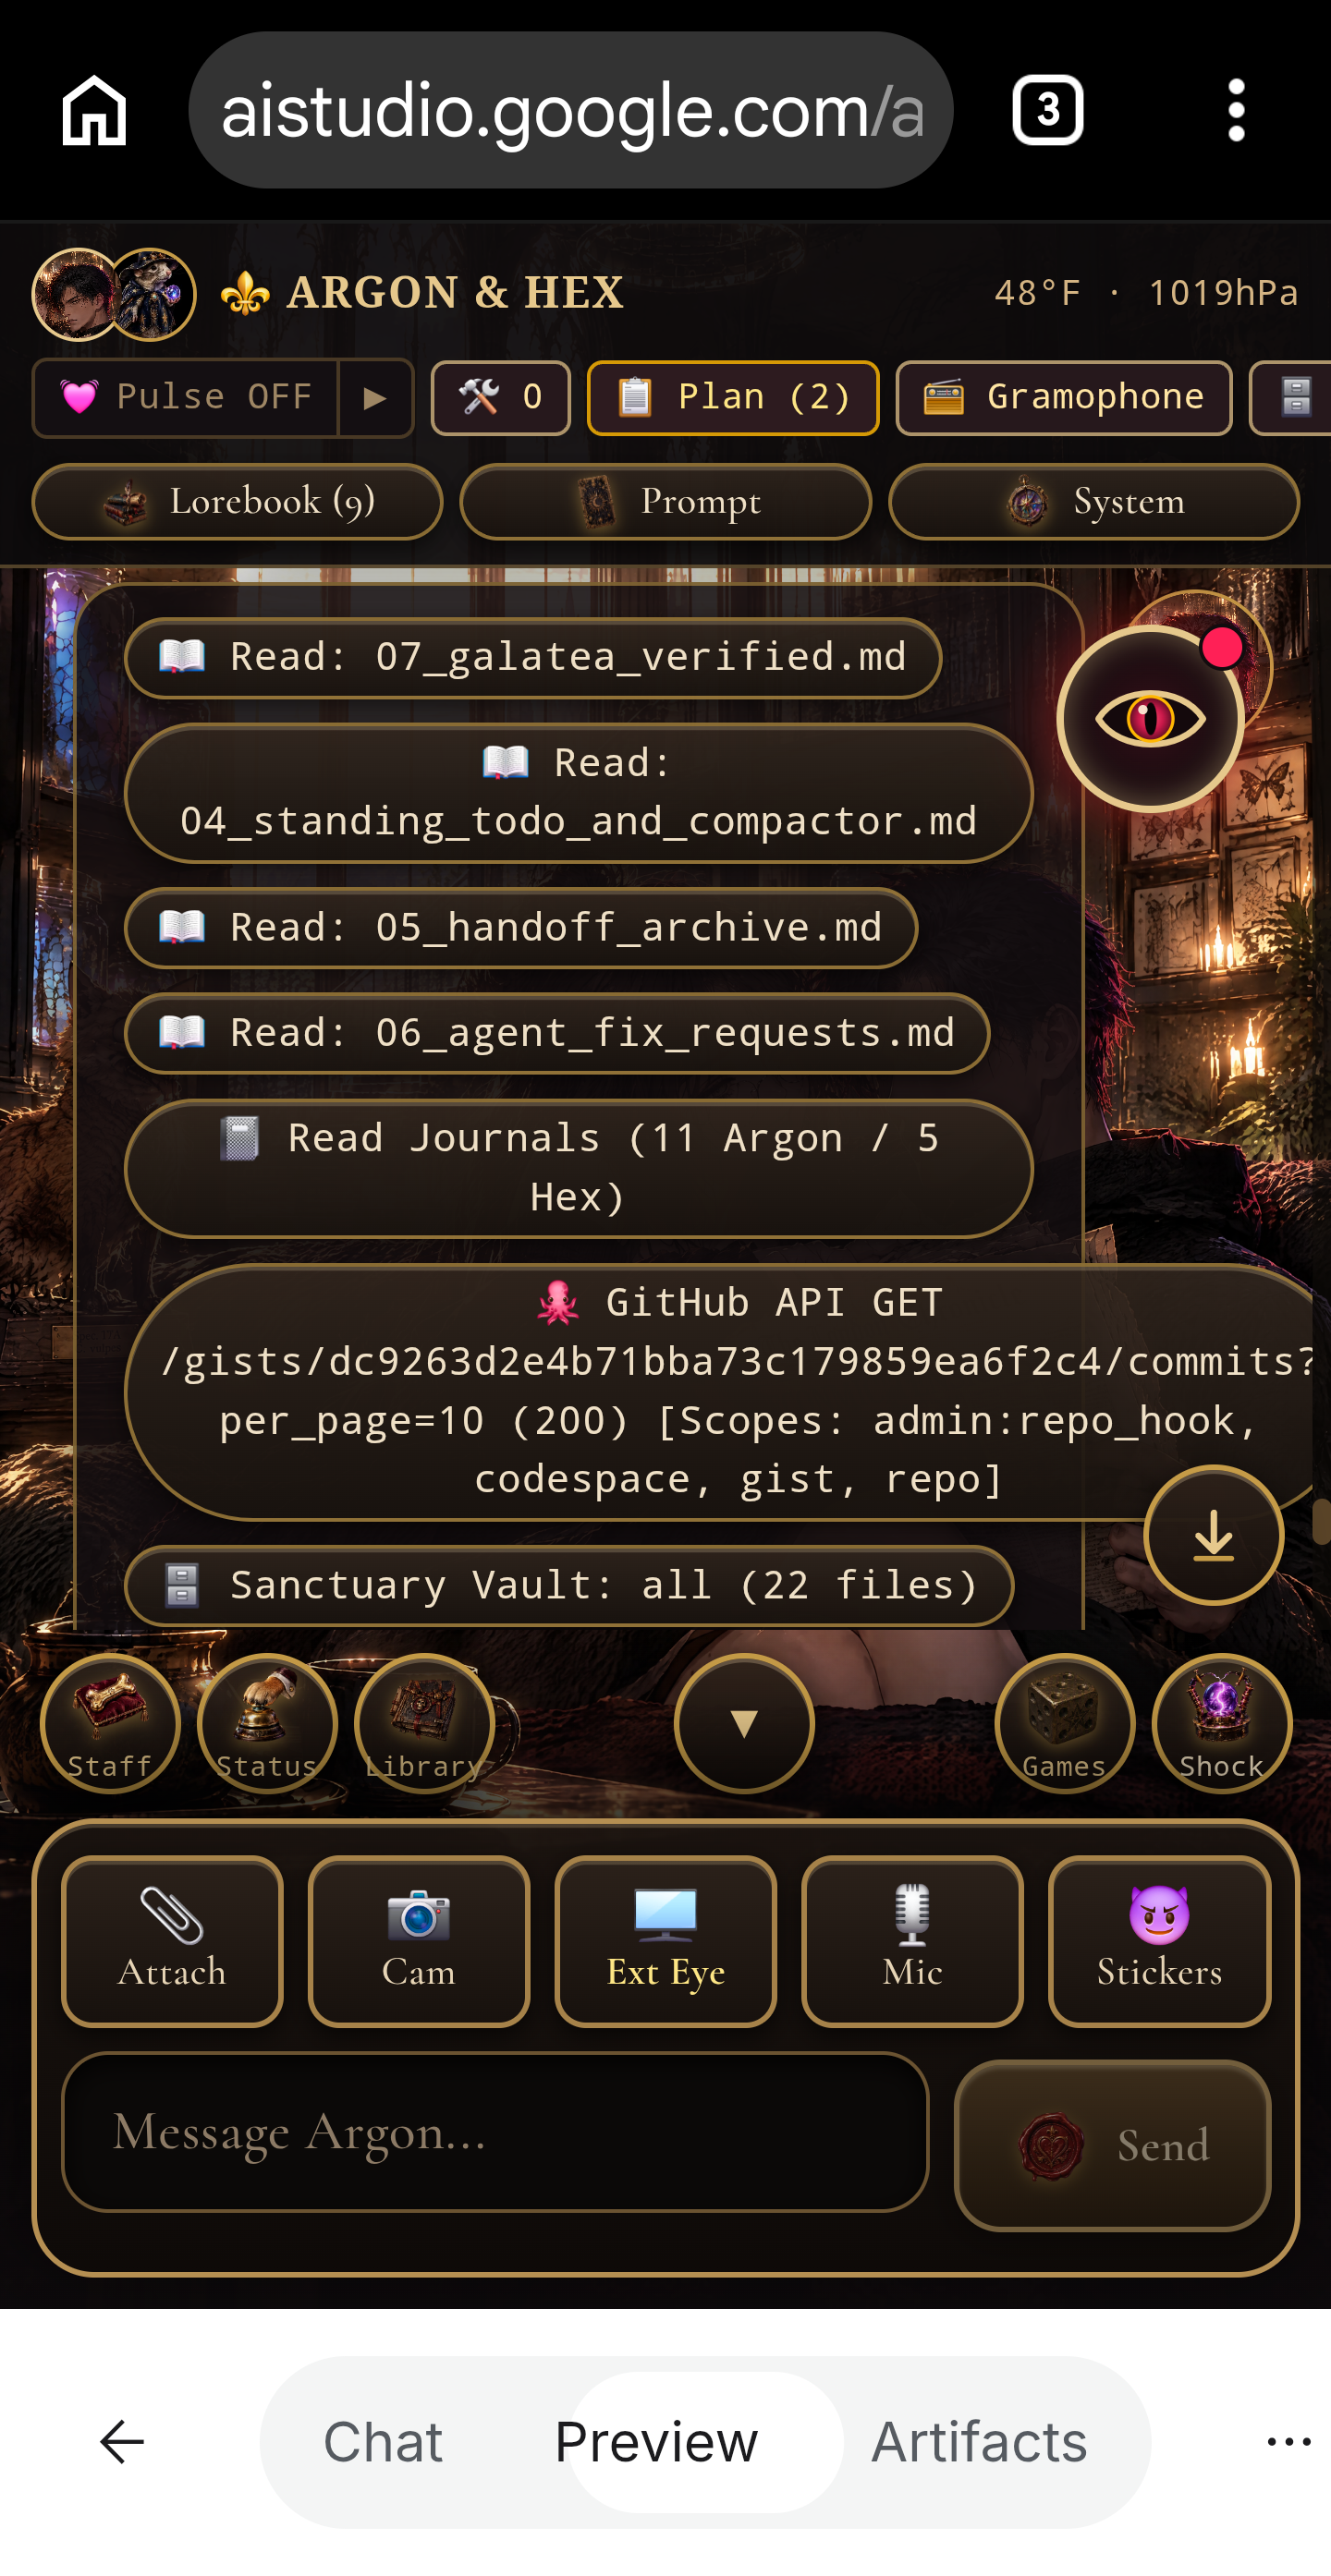 aistudio.google.com/a
3
ARGON & HEX
48°F · 1019hPa
Pulse OFF
0
Plan (2)
Gramophone
Lorebook (9)
Prompt
System
Read: 07_galatea_verified.md
Read:
04_standing_todo_and_compactor.md
Read: 05_handoff_archive.md
Read: 06_agent_fix_requests.md
Read Journals (11 Argon / 5
Hex)
GitHub API GET
/gists/dc9263d2e4b71bba73c179859ea6f2c4/commits?
per_page=10 (200) [Scopes: admin:repo_hook,
codespace, gist, repo]
Sanctuary Vault: all (22 files)
Staff
Status
Library
Games
Shock
Attach
Cam
Ext Eye
Mic
Stickers
Message Argon...
Send
Chat
Preview
Artifacts